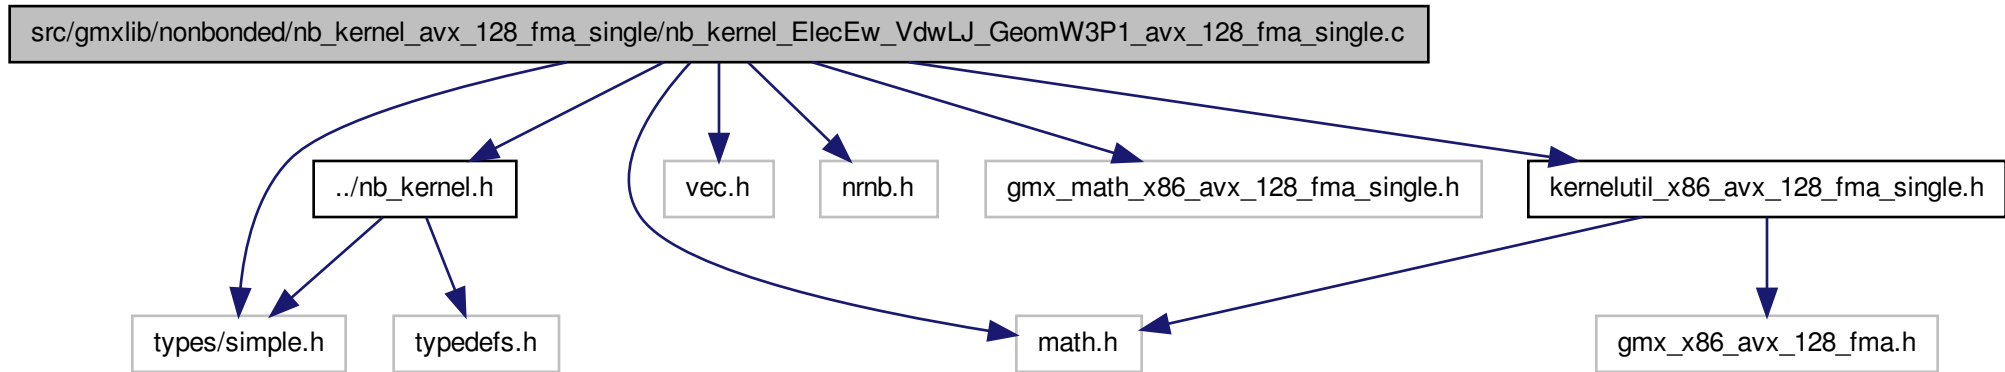 src/gmxlib/nonbonded/nb_kernel_avx_128_fma_single/nb_kernel_ElecEw_VdwLJ_GeomW3P1_avx_128_fma_single.c
../nb_kernel.h
vec.h
nrnb.h
gmx_math_x86_avx_128_fma_single.h
kernelutil_x86_avx_128_fma_single.h
types/simple.h
typedefs.h
math.h
gmx_x86_avx_128_fma.h